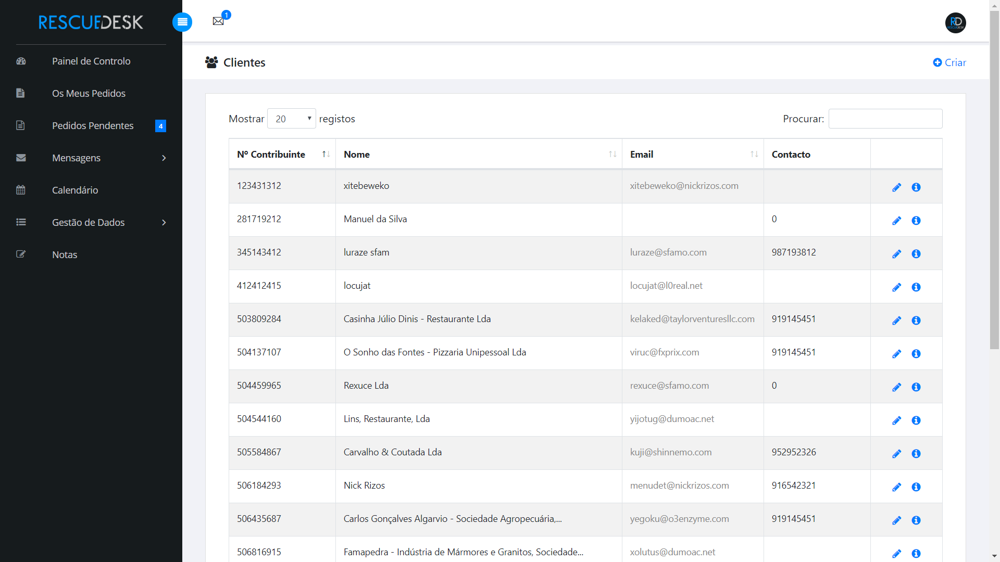 RESCUEDESK
1
RD
RESCUEDESK
Painel de Controlo
Os Meus Pedidos
Pedidos Pendentes 4
Mensagens
Calendário
Gestão de Dados
Notas
Clientes
Criar
Mostrar 20 registos
Procurar:
Nº Contribuinte Nome Email Contacto
123431312 xitebeweko xitebeweko@nickrizos.com
281719212 Manuel da Silva 0
345143412 luraze sfam luraze@sfamo.com 987193812
412412415 locujat locujat@l0real.net
503809284 Casinha Júlio Dinis - Restaurante Lda kelaked@taylorventuresllc.com 919145451
504137107 O Sonho das Fontes - Pizzaria Unipessoal Lda viruc@fxprix.com 919145451
504459965 Rexuce Lda rexuce@sfamo.com 0
504544160 Lins, Restaurante, Lda yijotug@dumoac.net
505584867 Carvalho & Coutada Lda kuji@shinnemo.com 952952326
506184293 Nick Rizos menudet@nickrizos.com 916542321
506435687 Carlos Gonçalves Algarvio - Sociedade Agropecuária,... yegoku@o3enzyme.com 919145451
506816915 Famapedra - Indústria de Mármores e Granitos, Sociedade... xolutus@dumoac.net